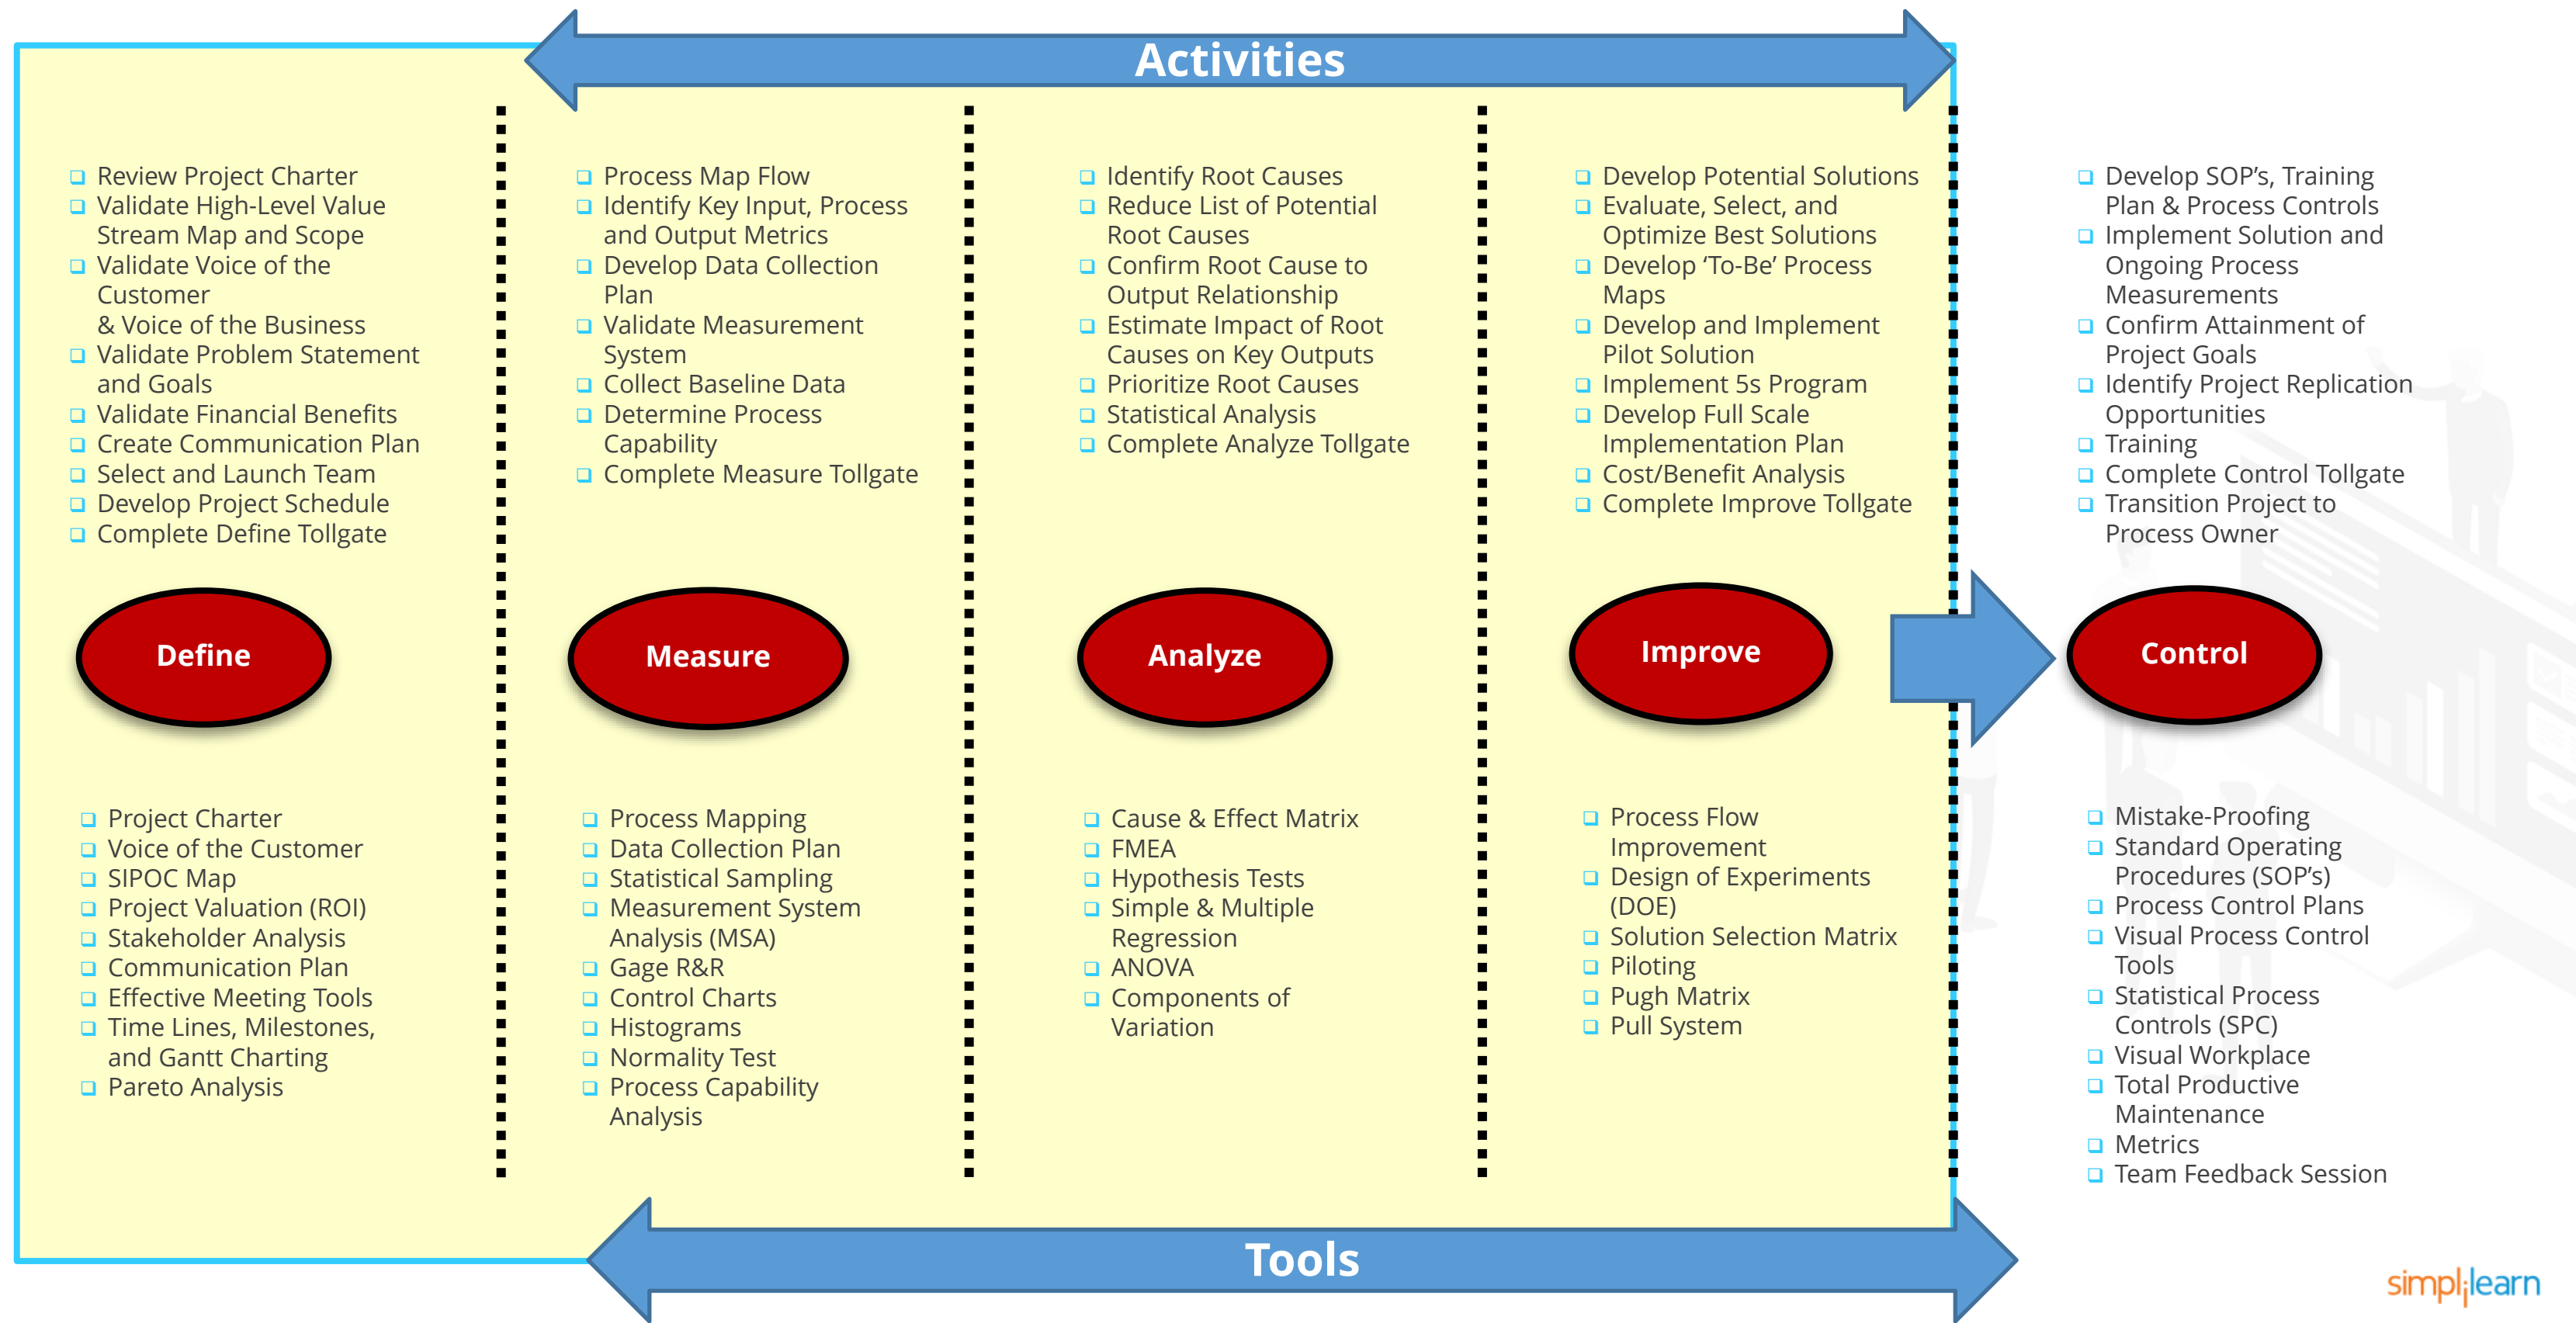 Activities
Review Project Charter
Validate High-Level Value
Stream Map and Scope
Validate Voice of the
Customer
& Voice of the Business
Validate Problem Statement
and Goals
Validate Financial Benefits
Create Communication Plan
Select and Launch Team
Develop Project Schedule
Complete Define Tollgate
Process Map Flow
Identify Key Input, Process
and Output Metrics
Develop Data Collection
Plan
Validate Measurement
System
Collect Baseline Data
Determine Process
Capability
Complete Measure Tollgate
Identify Root Causes
Reduce List of Potential
Root Causes
Confirm Root Cause to
Output Relationship
Estimate Impact of Root
Causes on Key Outputs
Prioritize Root Causes
Statistical Analysis
Complete Analyze Tollgate
Develop Potential Solutions
Evaluate, Select, and
Optimize Best Solutions
Develop ‘To-Be’ Process
Maps
Develop and Implement
Pilot Solution
Implement 5s Program
Develop Full Scale
Implementation Plan
Cost/Benefit Analysis
Complete Improve Tollgate
Develop SOP’s, Training
Plan & Process Controls
Implement Solution and
Ongoing Process
Measurements
Confirm Attainment of
Project Goals
Identify Project Replication
Opportunities
Training
Complete Control Tollgate
Transition Project to
Process Owner
Define
Measure
Analyze
Improve
Control
Project Charter
Voice of the Customer
SIPOC Map
Project Valuation (ROI)
Stakeholder Analysis
Communication Plan
Effective Meeting Tools
Time Lines, Milestones,
and Gantt Charting
Pareto Analysis
Process Mapping
Data Collection Plan
Statistical Sampling
Measurement System
Analysis (MSA)
Gage R&R
Control Charts
Histograms
Normality Test
Process Capability
Analysis
Cause & Effect Matrix
FMEA
Hypothesis Tests
Simple & Multiple
Regression
ANOVA
Components of
Variation
Process Flow
Improvement
Design of Experiments
(DOE)
Solution Selection Matrix
Piloting
Pugh Matrix
Pull System
Mistake-Proofing
Standard Operating
Procedures (SOP’s)
Process Control Plans
Visual Process Control
Tools
Statistical Process
Controls (SPC)
Visual Workplace
Total Productive
Maintenance
Metrics
Team Feedback Session
Tools
simplilearn